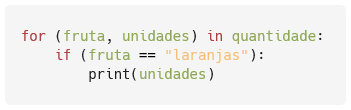 for (fruta, unidades) in quantidade:
    if (fruta == "laranjas"):
        print(unidades)